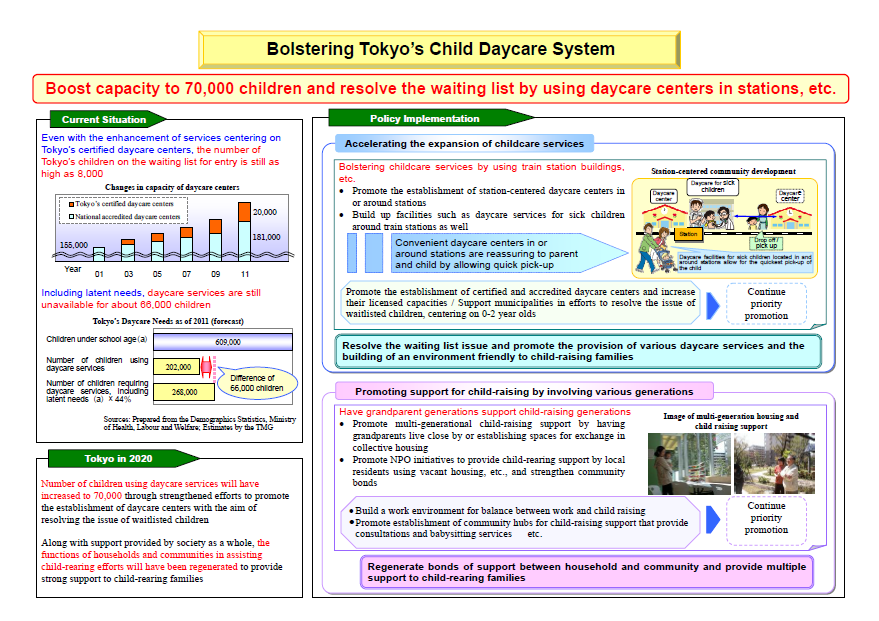 Bolstering Tokyo's Child Daycare System
Boost capacity to 70,000 children and resolve the waiting list by using daycare centers in stations, etc.
Current Situation
Even with the enhancement of services centering on
Tokyo's certified daycare centers, the number of
Tokyo's children on the waiting list for entry is still as
high as 8,000
Changes in capacity of daycare centers
Tokyo's certified daycare centers
National accredited daycare centers
20,000
181,000
155,000
Year
01 03 05 07 09 11
Including latent needs, daycare services are still
unavailable for about 66,000 children
Tokyo's Daycare Needs as of 2011 (forecast)
Children under school age (a)
609,000
Number of children using
daycare services
202,000
Number of children requiring
daycare services, including
latent needs (a) × 44%
268,000
Difference of
66,000 children
Sources: Prepared from the Demographics Statistics, Ministry
of Health, Labour and Welfare; Estimates by the TMG
Tokyo in 2020
Number of children using daycare services will have
increased to 70,000 through strengthened efforts to promote
the establishment of daycare centers with the aim of
resolving the issue of waitlisted children
Along with support provided by society as a whole, the
functions of households and communities in assisting
child-rearing efforts will have been regenerated to provide
strong support to child-rearing families
Policy Implementation
Accelerating the expansion of childcare services
Bolstering childcare services by using train station buildings,
etc.
• Promote the establishment of station-centered daycare centers in
or around stations
• Build up facilities such as daycare services for sick children
around train stations as well
Convenient daycare centers in or
around stations are reassuring to parent
and child by allowing quick pick-up
Station-centered community development
Daycare
center
Daycare for sick
children
Daycare
center
Station
Drop off /
pick up
Daycare facilities for sick children located in and
around stations allow for the quickest pick-up of
the child
Promote the establishment of certified and accredited daycare centers and increase
their licensed capacities / Support municipalities in efforts to resolve the issue of
waitlisted children, centering on 0-2 year olds
Continue
priority
promotion
Resolve the waiting list issue and promote the provision of various daycare services and the
building of an environment friendly to child-raising families
Promoting support for child-raising by involving various generations
Have grandparent generations support child-raising generations
• Promote multi-generational child-raising support by having
grandparents live close by or establishing spaces for exchange in
collective housing
• Promote NPO initiatives to provide child-rearing support by local
residents using vacant housing, etc., and strengthen community
bonds
Image of multi-generation housing and
child raising support
• Build a work environment for balance between work and child raising
• Promote establishment of community hubs for child-raising support that provide
consultations and babysitting services etc.
Continue
priority
promotion
Regenerate bonds of support between household and community and provide multiple
support to child-rearing families